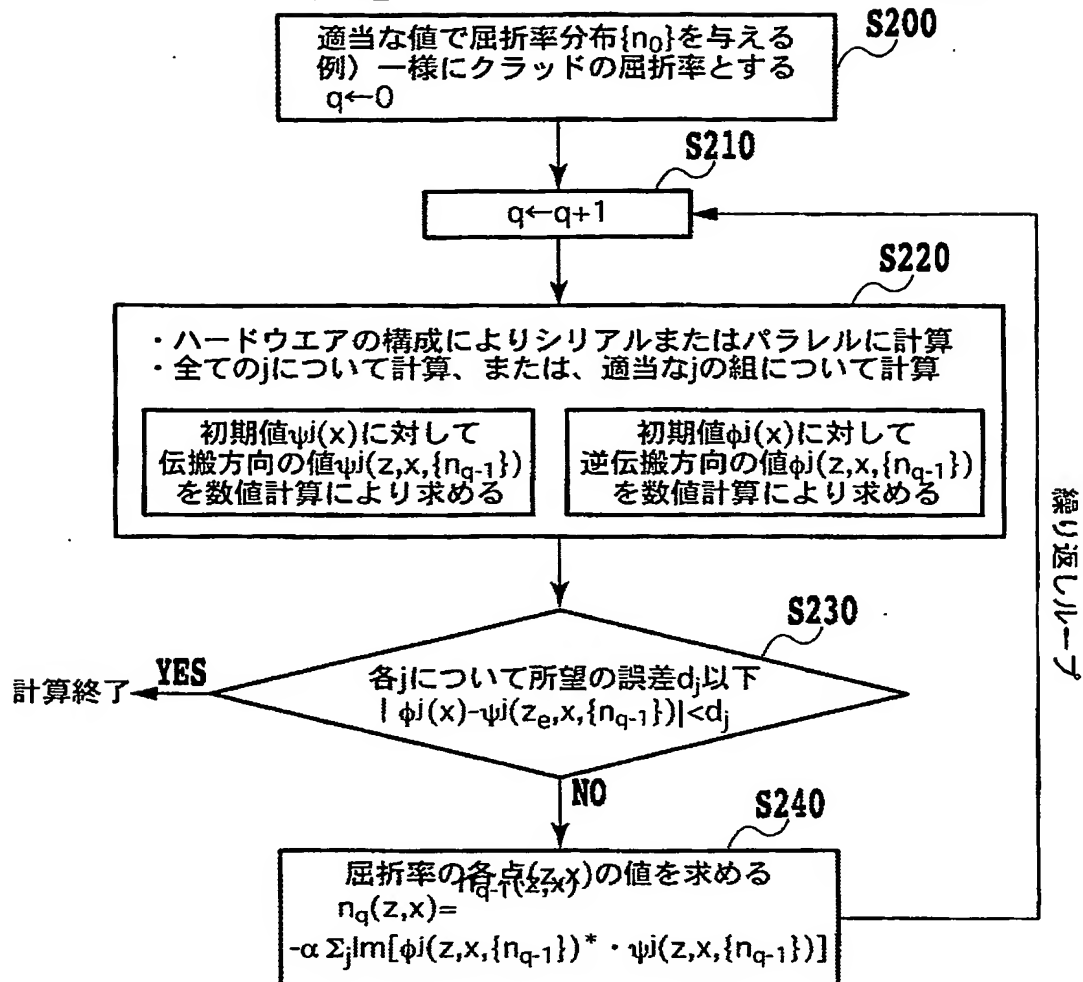 S200
適当な値で屈折率分布{n0}を与える
例）一様にクラッドの屈折率とする
q←0
S210
q←q+1
S220
・ハードウエアの構成によりシリアルまたはパラレルに計算
・全てのjについて計算、または、適当なjの組について計算
初期値ψj(x)に対して
伝搬方向の値ψj(z,x,{nq-1})
を数値計算により求める
初期値ϕj(x)に対して
逆伝搬方向の値ϕj(z,x,{nq-1})
を数値計算により求める
繰り返しループ
S230
各jについて所望の誤差dj以下
| ϕj(x)-ψj(ze,x,{nq-1})|<dj
YES
計算終了
NO
S240
屈折率の各点(z,x)の値を求める
nq-1(z,x)
nq(z,x)=
-α Σj Im[ϕj(z,x,{nq-1})*・ψj(z,x,{nq-1})]